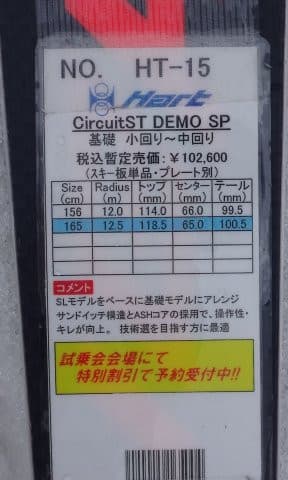 NO. HT-15
Hart
CircuitST DEMO SP
基礎 小回り～中回り
税込暫定売価：￥102,600
(スキー板単品・プレート別)
Size (cm) Radius (m) トップ (mm) センター (mm) テール (mm)
156 12.0 114.0 66.0 99.5
165 12.5 118.5 65.0 100.5
コメント
SLモデルをベースに基礎モデルにアレンジ
サンドイッチ構造とASHコアの採用で、操作性・
キレが向上。 技術選を目指す方に最適
試乗会会場にて
特別割引で予約受付中!!